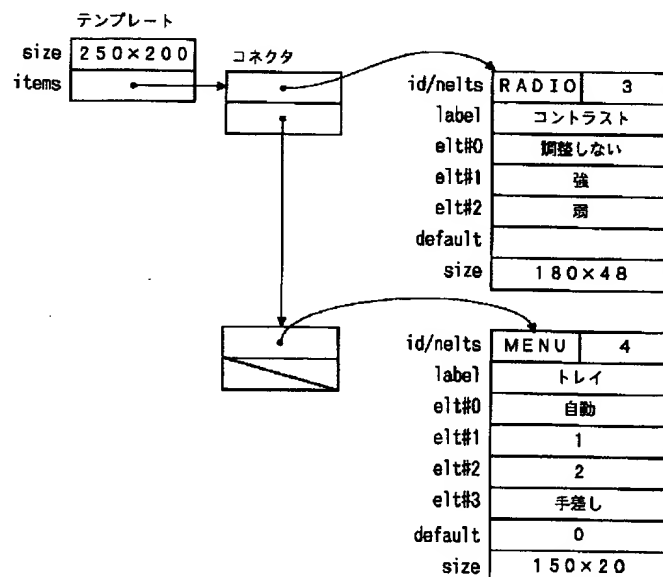 テンプレート
size 250×200
items
コネクタ
id/nelts RADIO 3
label コントラスト
elt#0 調整しない
elt#1 強
elt#2 弱
default
size 180×48
id/nelts MENU 4
label トレイ
elt#0 自動
elt#1 1
elt#2 2
elt#3 手差し
default 0
size 150×20